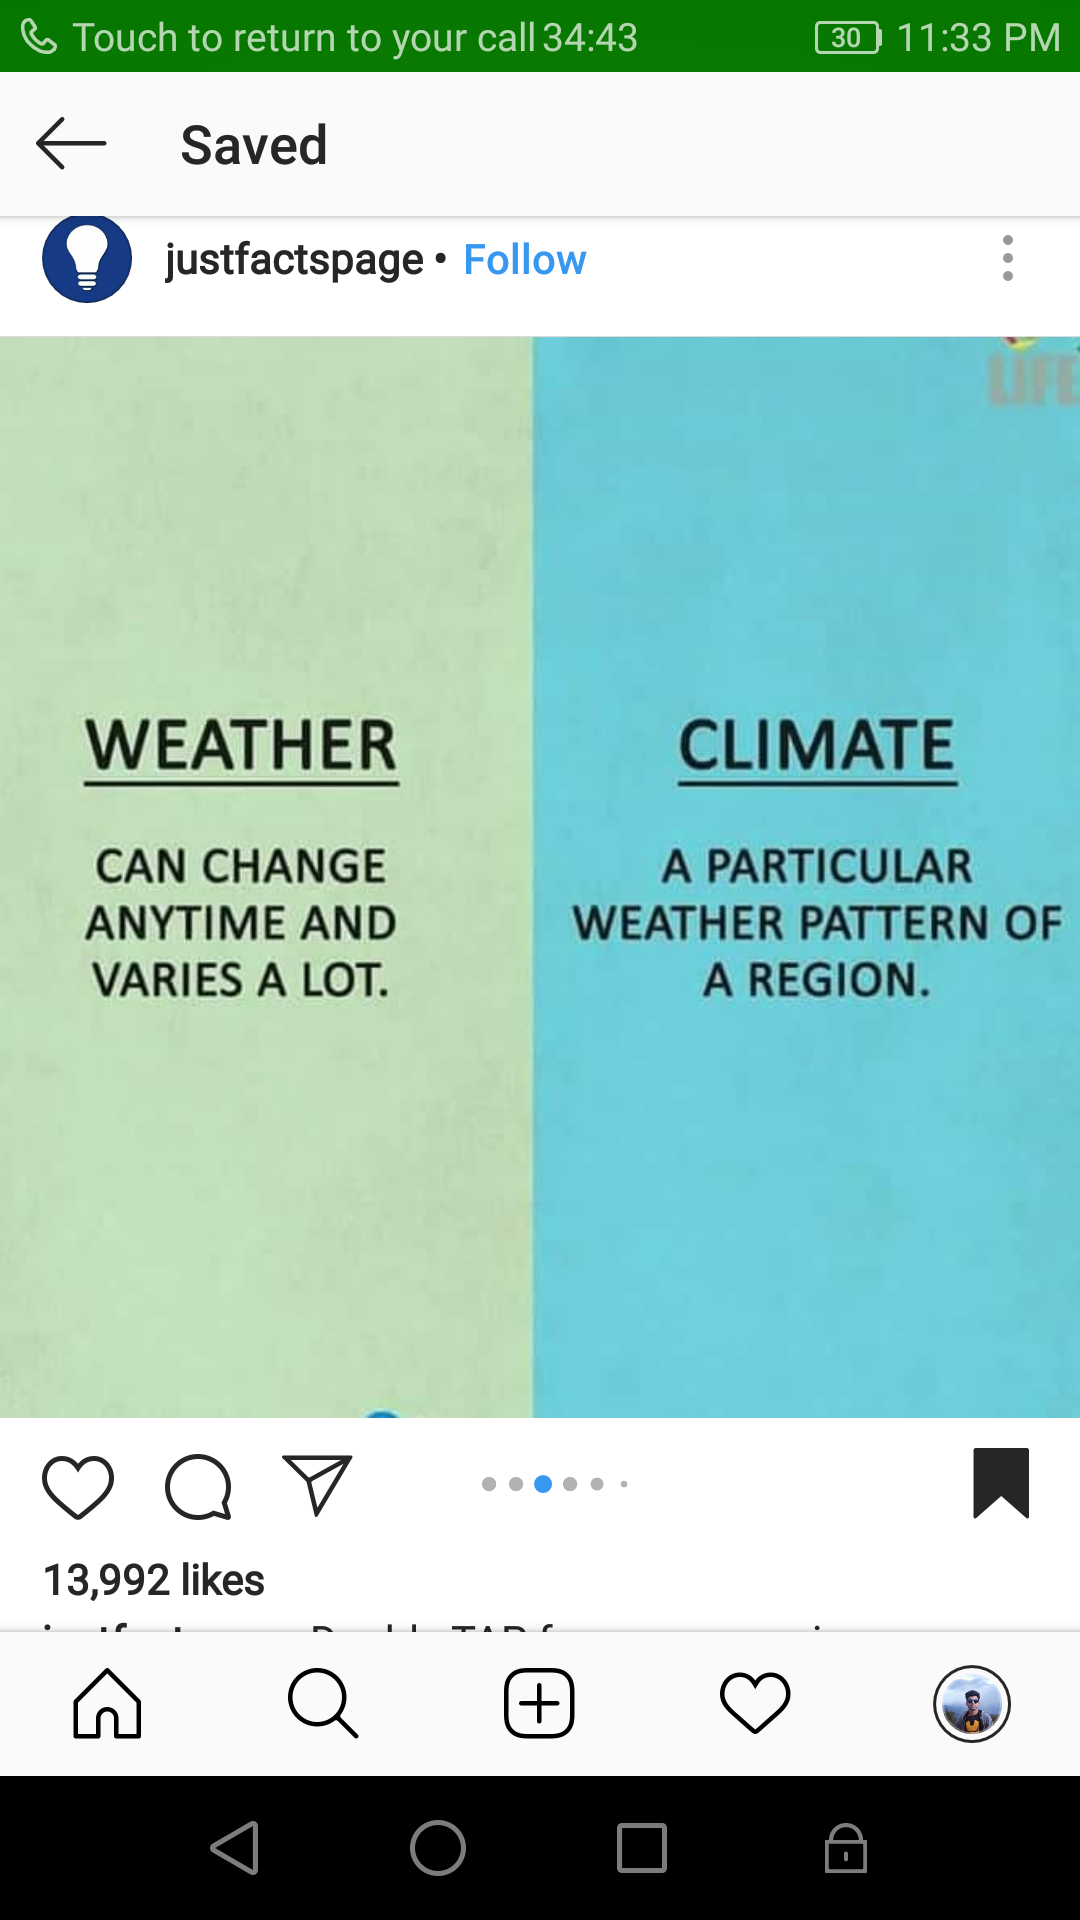 Touch to return to your call 34:43
30 11:33 PM
Saved
justfactspage • Follow
LIFE
WEATHER
CAN CHANGE
ANYTIME AND
VARIES A LOT.
CLIMATE
A PARTICULAR
WEATHER PATTERN OF
A REGION.
13,992 likes